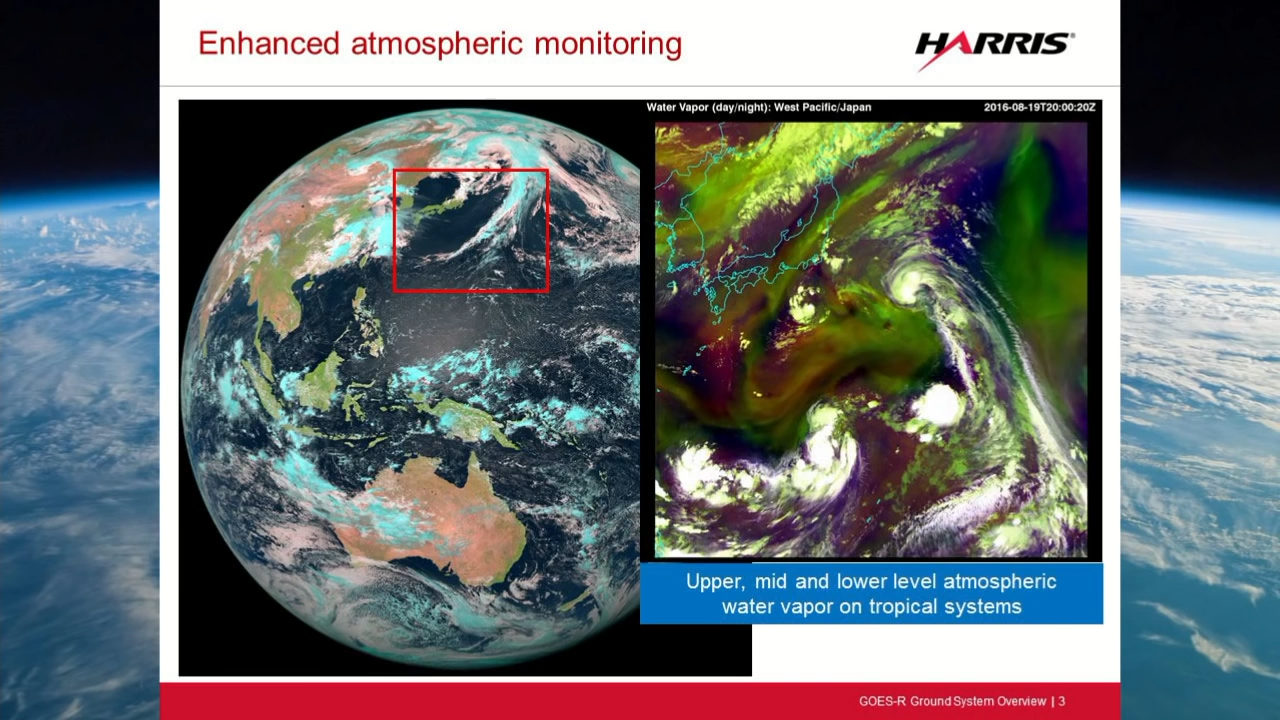 Enhanced atmospheric monitoring
HARRIS®
Water Vapor (day/night): West Pacific/Japan 2016-08-19T20:00:20Z
Upper, mid and lower level atmospheric
water vapor on tropical systems
GOES-R Ground System Overview | 3